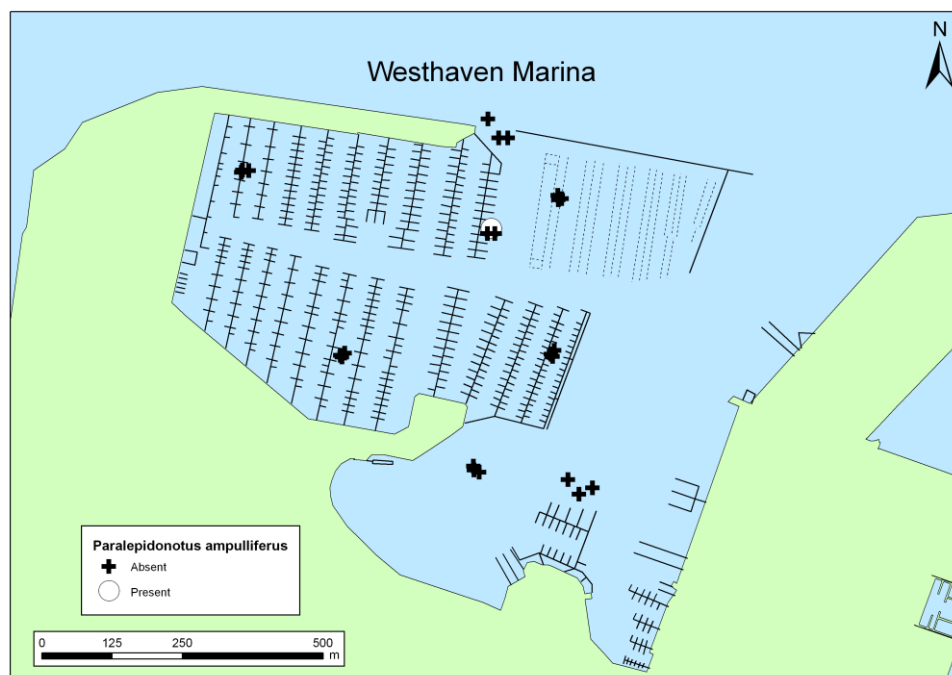 Westhaven Marina
N
Paralepidonotus ampulliferus
Absent
Present
0 125 250 500
m